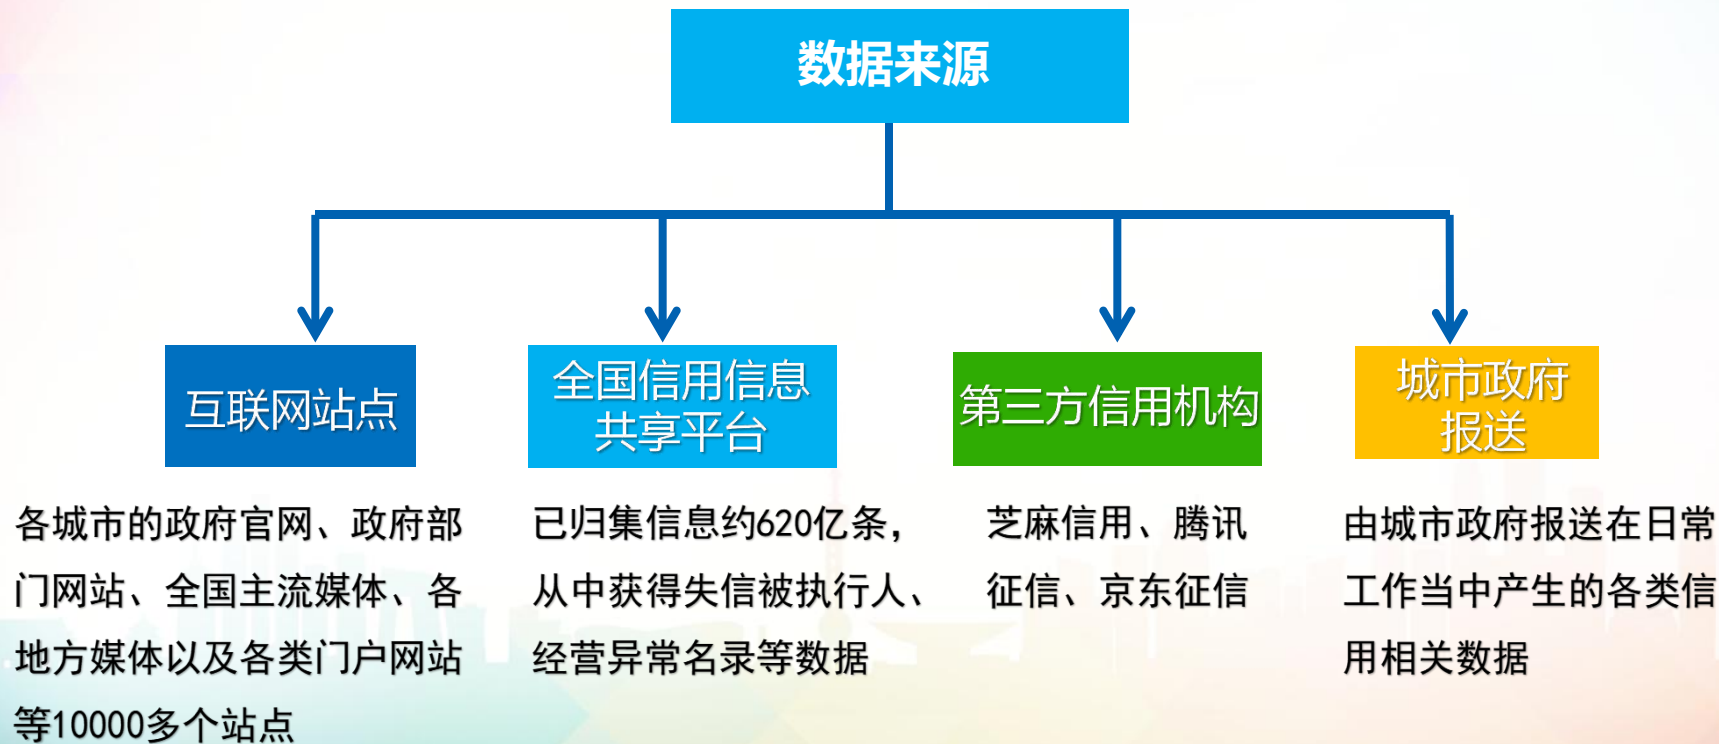 数据来源
互联网站点
全国信用信息
共享平台
第三方信用机构
城市政府
报送
各城市的政府官网、政府部
门网站、全国主流媒体、各
地方媒体以及各类门户网站
等10000多个站点
已归集信息约620亿条，
从中获得失信被执行人、
经营异常名录等数据
芝麻信用、腾讯
征信、京东征信
由城市政府报送在日常
工作当中产生的各类信
用相关数据